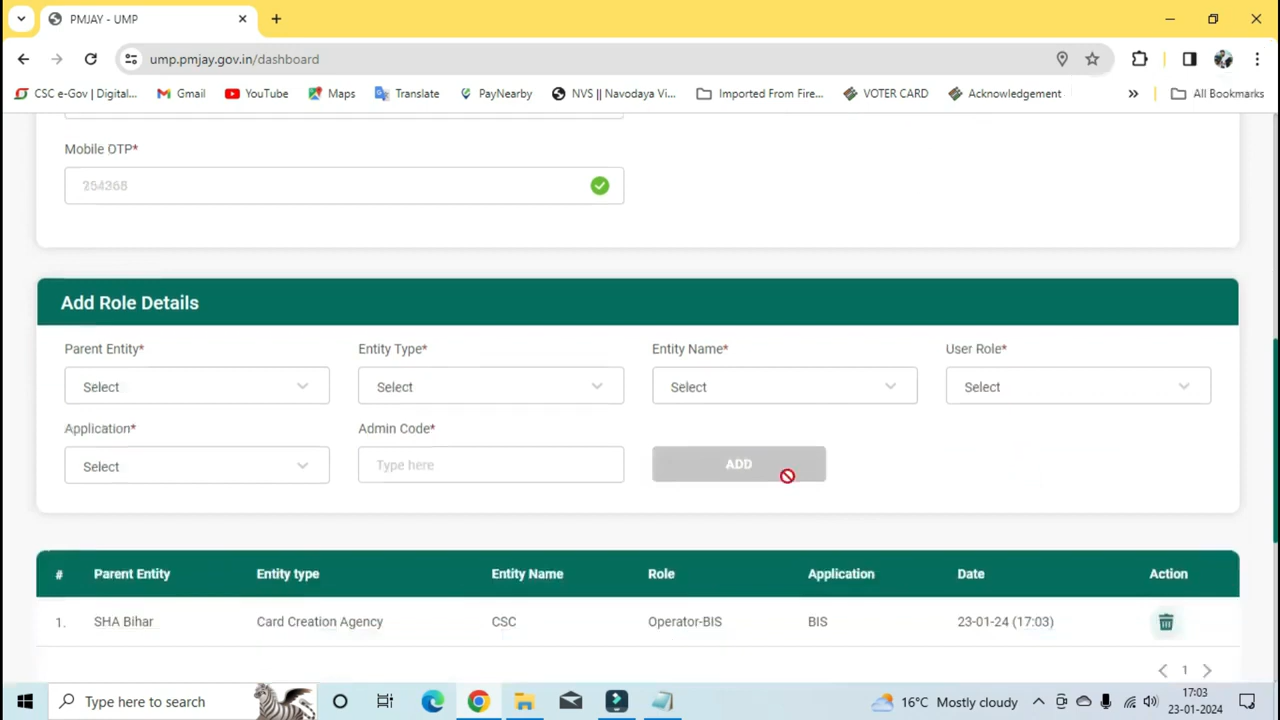 PMJAY - UMP
ump.pmjay.gov.in/dashboard
CSC e-Gov | Digital... Gmail YouTube Maps Translate PayNearby NVS || Navodaya Vi... Imported From Fire... VOTER CARD Acknowledgement » All Bookmarks
Mobile OTP*
254368
Add Role Details
Parent Entity* Entity Type* Entity Name* User Role*
Select Select Select Select
Application* Admin Code*
Select Type here ADD
# Parent Entity Entity type Entity Name Role Application Date Action
1. SHA Bihar Card Creation Agency CSC Operator-BIS BIS 23-01-24 (17:03)
1
Type here to search 16°C Mostly cloudy 17:03
23-01-2024